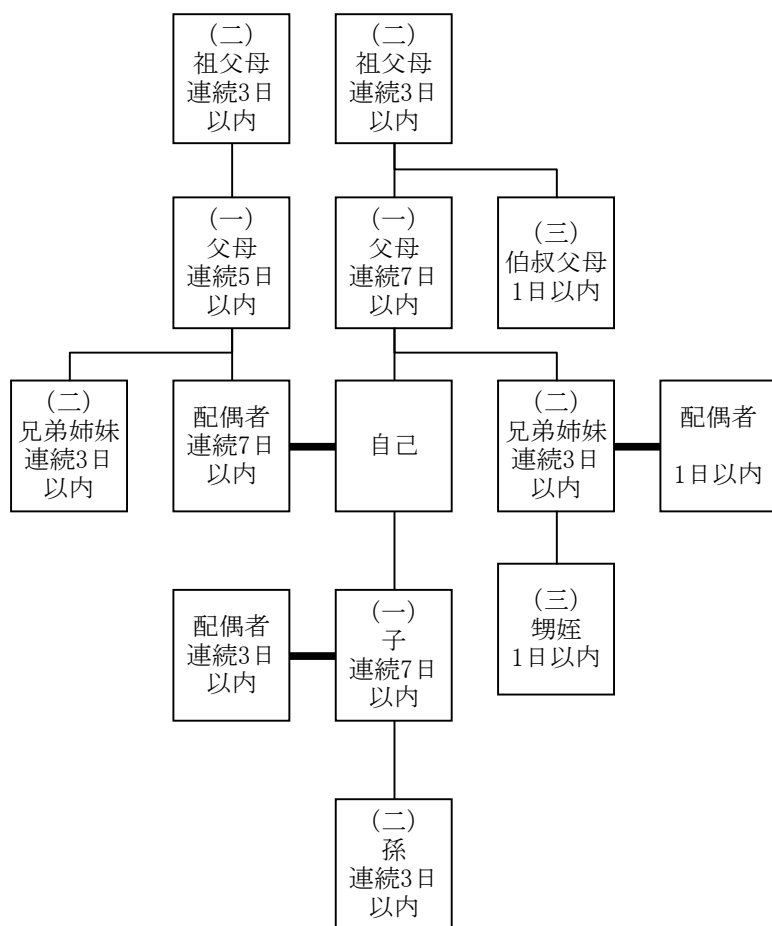 (二)
祖父母
連続3日
以内
(二)
祖父母
連続3日
以内
(一)
父母
連続5日
以内
(一)
父母
連続7日
以内
(三)
伯叔父母
1日以内
(二)
兄弟姉妹
連続3日
以内
配偶者
連続7日
以内
自己
(二)
兄弟姉妹
連続3日
以内
配偶者
1日以内
配偶者
連続3日
以内
(一)
子
連続7日
以内
(三)
甥姪
1日以内
(二)
孫
連続3日
以内